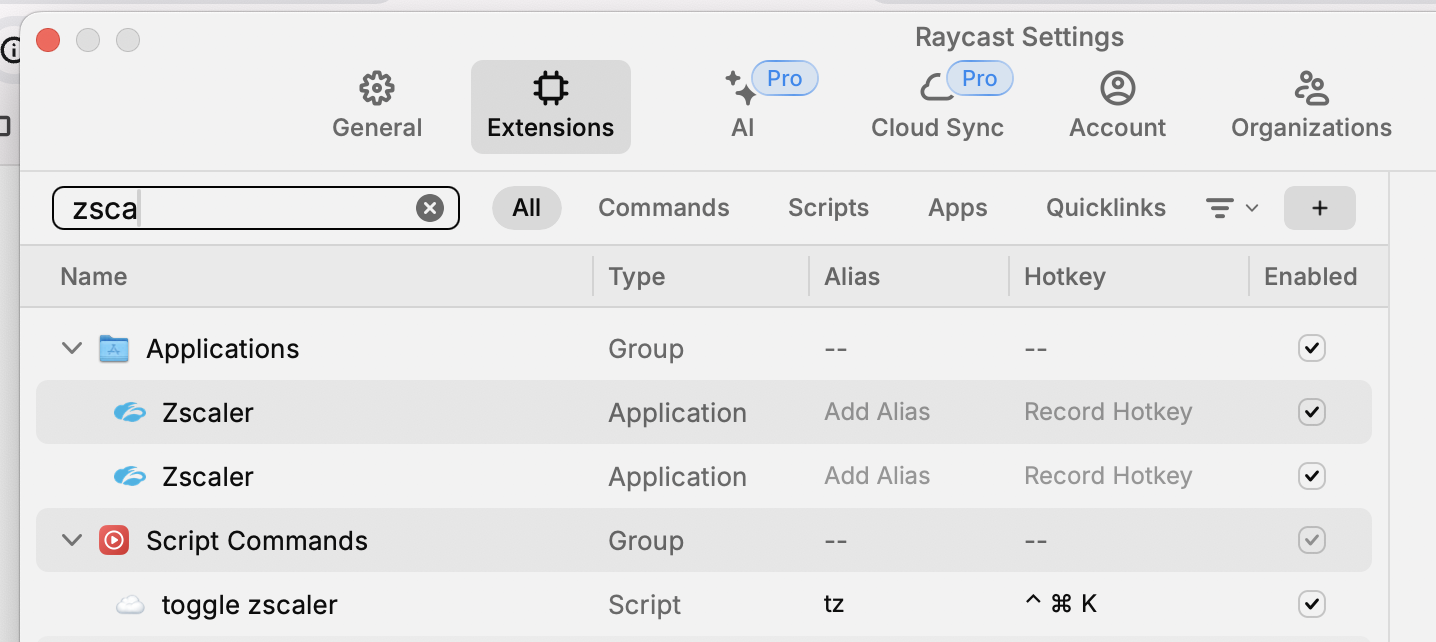 Raycast Settings
General
Extensions
AI Pro
Cloud Sync Pro
Account
Organizations
zsca
All Commands Scripts Apps Quicklinks +
Name Type Alias Hotkey Enabled
Applications Group -- --
Zscaler Application Add Alias Record Hotkey
Zscaler Application Add Alias Record Hotkey
Script Commands Group -- --
toggle zscaler Script tz ^ ⌘ K